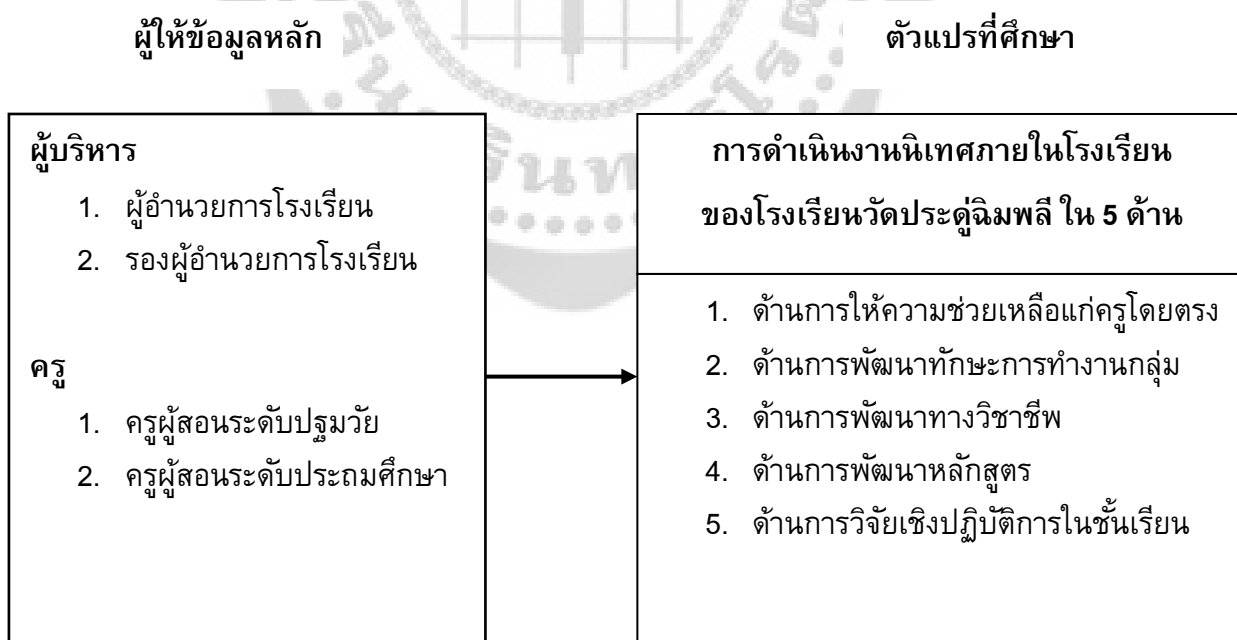 ผู้ให้ข้อมูลหลัก
ตัวแปรที่ศึกษา
ผู้บริหาร
1. ผู้อำนวยการโรงเรียน
2. รองผู้อำนวยการโรงเรียน
ครู
1. ครูผู้สอนระดับปฐมวัย
2. ครูผู้สอนระดับประถมศึกษา
การดำเนินงานนิเทศภายในโรงเรียน
ของโรงเรียนวัดประดู่ฉิมพลี ใน 5 ด้าน
1. ด้านการให้ความช่วยเหลือแก่ครูโดยตรง
2. ด้านการพัฒนาทักษะการทำงานกลุ่ม
3. ด้านการพัฒนาทางวิชาชีพ
4. ด้านการพัฒนาหลักสูตร
5. ด้านการวิจัยเชิงปฏิบัติการในชั้นเรียน